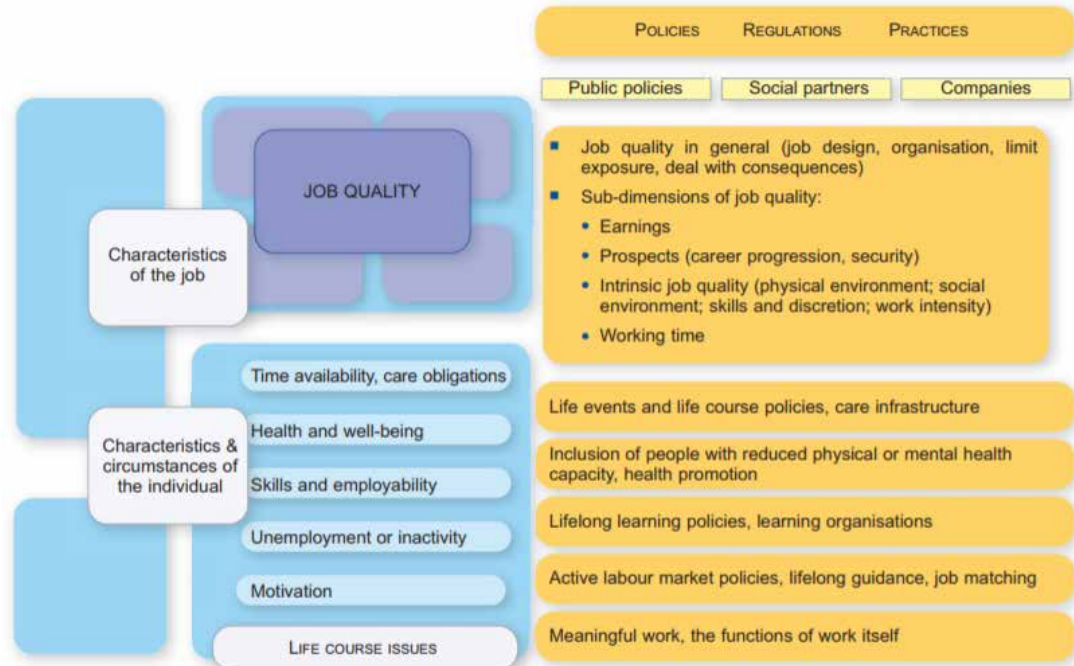 POLICIES REGULATIONS PRACTICES
Public policies
Social partners
Companies
JOB QUALITY
Characteristics
of the job
Job quality in general (job design, organisation, limit
exposure, deal with consequences)
Sub-dimensions of job quality:
Earnings
Prospects (career progression, security)
Intrinsic job quality (physical environment; social
environment; skills and discretion; work intensity)
Working time
Characteristics &
circumstances of
the individual
Time availability, care obligations
Health and well-being
Skills and employability
Unemployment or inactivity
Motivation
LIFE COURSE ISSUES
Life events and life course policies, care infrastructure
Inclusion of people with reduced physical or mental health
capacity, health promotion
Lifelong learning policies, learning organisations
Active labour market policies, lifelong guidance, job matching
Meaningful work, the functions of work itself